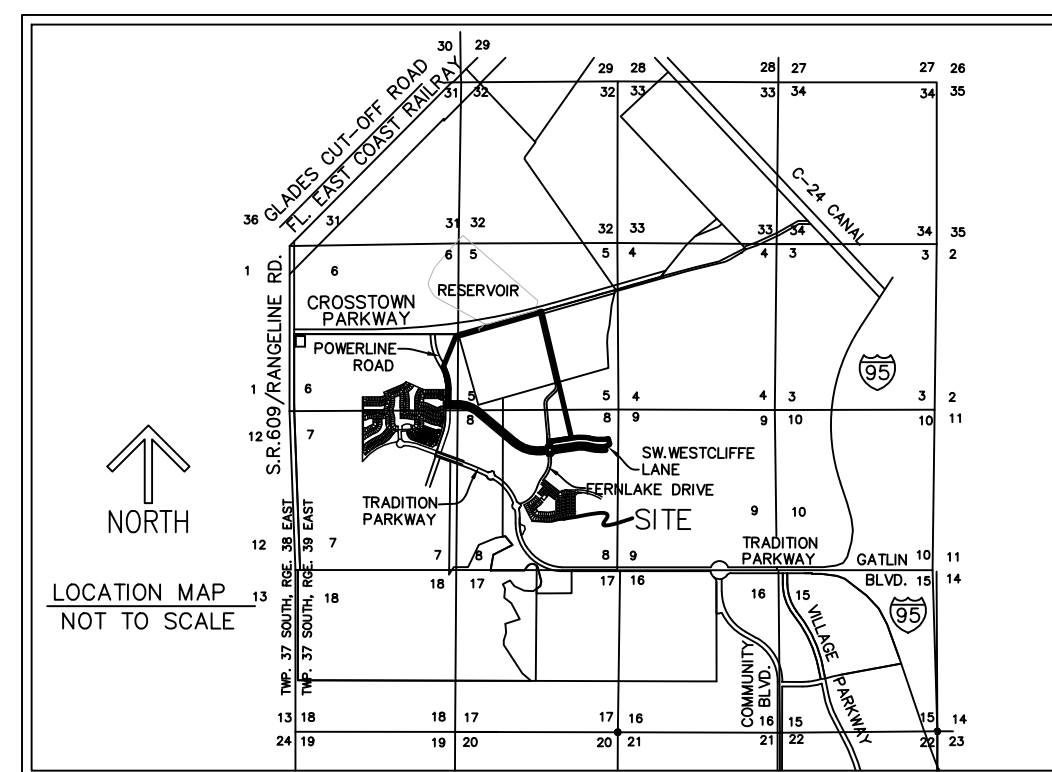 30 29
29 28
28 27
27 26
31 32
32 33
33 34
34 35
GLADES CUT-OFF ROAD
FL. EAST COAST RAILRAY
C-24 CANAL
36 31
31 32
32 33
33 34
34 35
1 6
6 5
5 4
4 3
3 2
S.R.609/RANGELINE RD.
RESERVOIR
CROSSTOWN
PARKWAY
POWERLINE
ROAD
95
1 6
5
5 4
4 3
3 2
12 7
8
8 9
9 10
10 11
NORTH
SW.WESTCLIFFE
LANE
FERNLAKE DRIVE
TRADITION
PARKWAY
SITE
9 10
TRADITION
PARKWAY
GATLIN
BLVD.
12 7
7 8
8 9
10 11
LOCATION MAP
NOT TO SCALE
13 18
18 17
17 16
16 15
15 14
95
TWP. 37 SOUTH, RGE. 38 EAST
TWP. 37 SOUTH, RGE. 39 EAST
COMMUNITY
BLVD.
VILLAGE PARKWAY
13 18
18 17
17 16
16 15
15 14
24 19
19 20
20 21
21 22
22 23